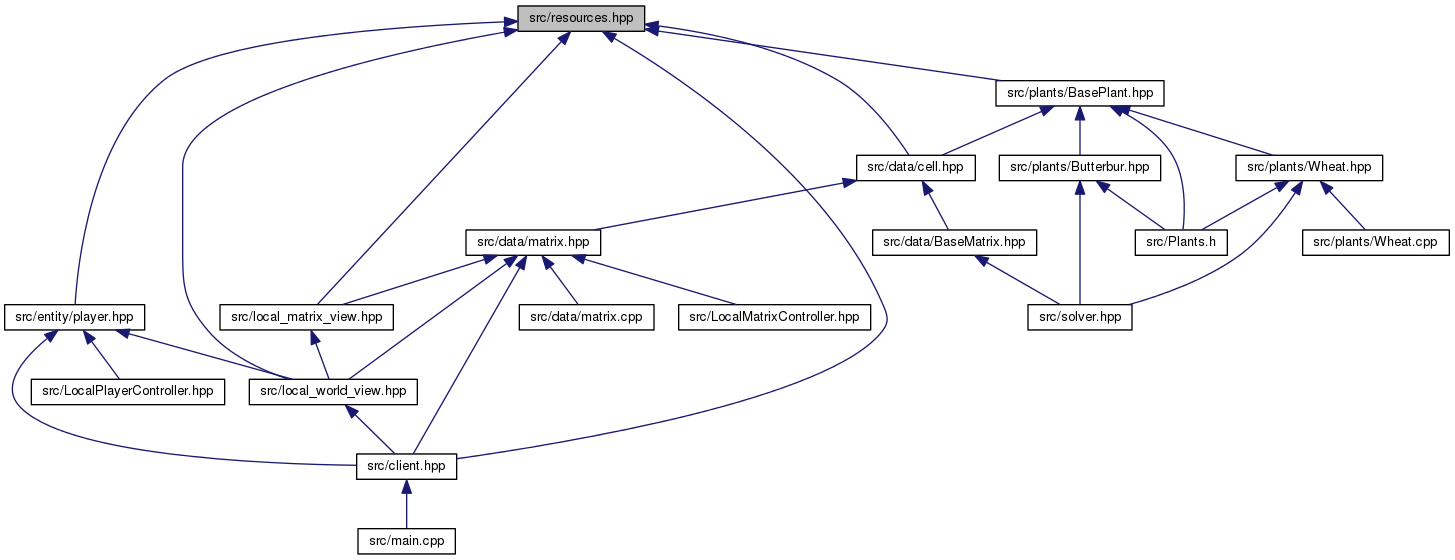 src/resources.hpp
src/plants/BasePlant.hpp
src/data/cell.hpp
src/plants/Butterbur.hpp
src/plants/Wheat.hpp
src/data/matrix.hpp
src/data/BaseMatrix.hpp
src/Plants.h
src/plants/Wheat.cpp
src/entity/player.hpp
src/local_matrix_view.hpp
src/data/matrix.cpp
src/LocalMatrixController.hpp
src/solver.hpp
src/LocalPlayerController.hpp
src/local_world_view.hpp
src/client.hpp
src/main.cpp